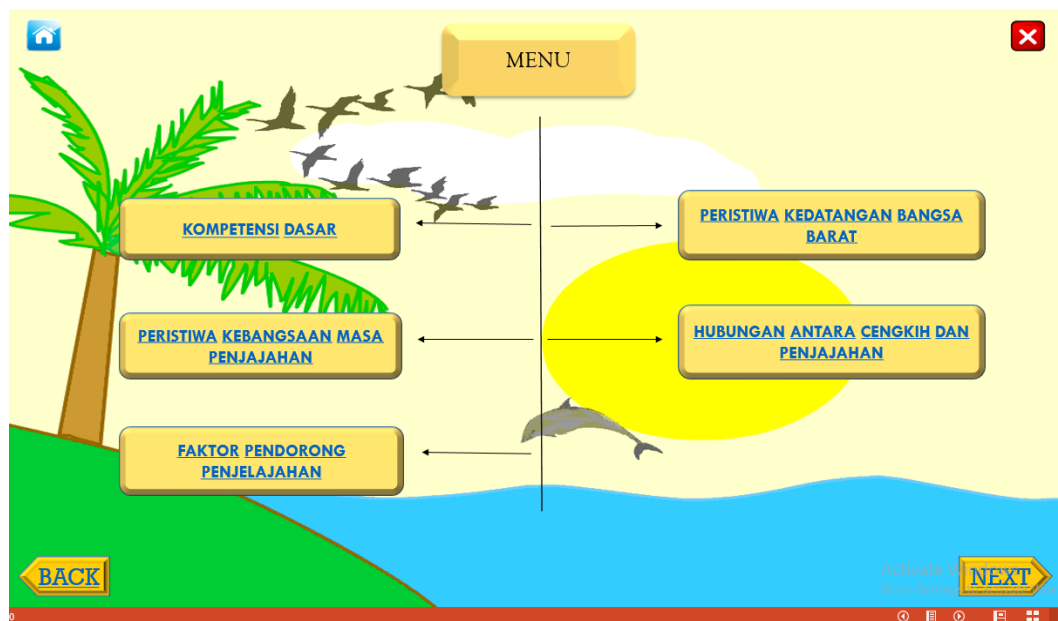 MENU
KOMPETENSI DASAR
PERISTIWA KEBANGSAAN MASA
PENJAJAHAN
FAKTOR PENDORONG
PENJELAJAHAN
PERISTIWA KEDATANGAN BANGSA
BARAT
HUBUNGAN ANTARA CENGKIH DAN
PENJAJAHAN
BACK
NEXT
Activate